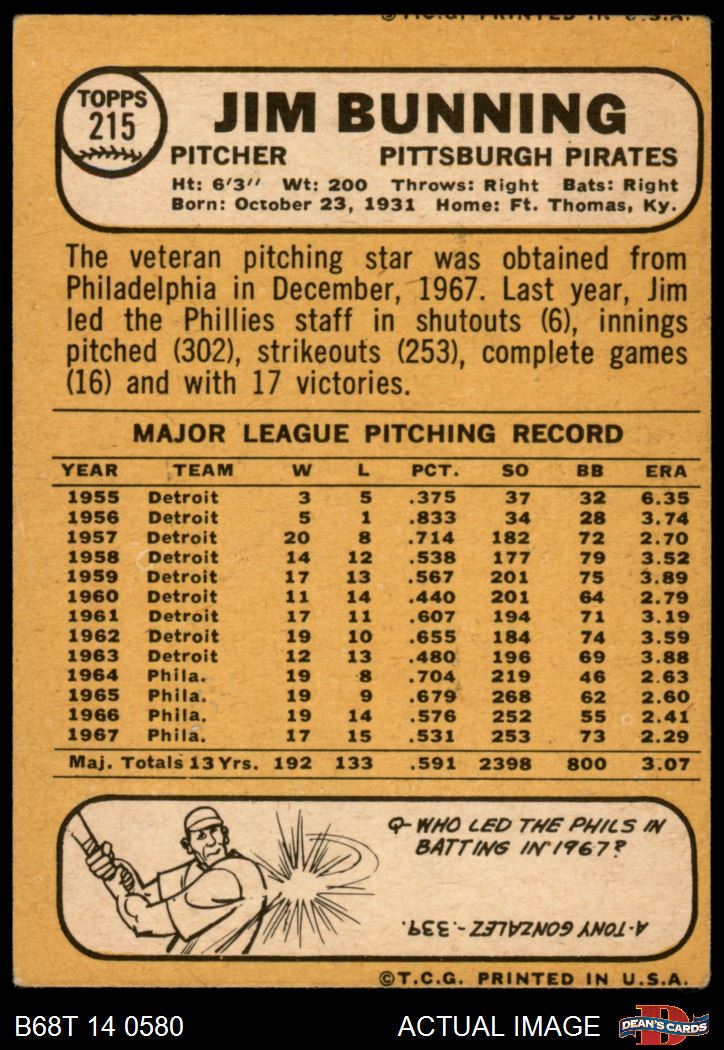 ©T.C.G. PRINTED IN U.S.A.
TOPPS
215
JIM BUNNING
PITCHER PITTSBURGH PIRATES
Ht: 6'3" Wt: 200 Throws: Right Bats: Right
Born: October 23, 1931 Home: Ft. Thomas, Ky.
The veteran pitching star was obtained from
Philadelphia in December, 1967. Last year, Jim
led the Phillies staff in shutouts (6), innings
pitched (302), strikeouts (253), complete games
(16) and with 17 victories.
MAJOR LEAGUE PITCHING RECORD
YEAR TEAM W L PCT. SO BB ERA
1955 Detroit 3 5 .375 37 32 6.35
1956 Detroit 5 1 .833 34 28 3.74
1957 Detroit 20 8 .714 182 72 2.70
1958 Detroit 14 12 .538 177 79 3.52
1959 Detroit 17 13 .567 201 75 3.89
1960 Detroit 11 14 .440 201 64 2.79
1961 Detroit 17 11 .607 194 71 3.19
1962 Detroit 19 10 .655 184 74 3.59
1963 Detroit 12 13 .480 196 69 3.88
1964 Phila. 19 8 .704 219 46 2.63
1965 Phila. 19 9 .679 268 62 2.60
1966 Phila. 19 14 .576 252 55 2.41
1967 Phila. 17 15 .531 253 73 2.29
Maj. Totals 13 Yrs. 192 133 .591 2398 800 3.07
Q-WHO LED THE PHILS IN
BATTING IN 1967?
A-TONY GONZALEZ-.339.
©T.C.G. PRINTED IN U.S.A.
B68T 14 0580 ACTUAL IMAGE
D
DEAN'S CARDS